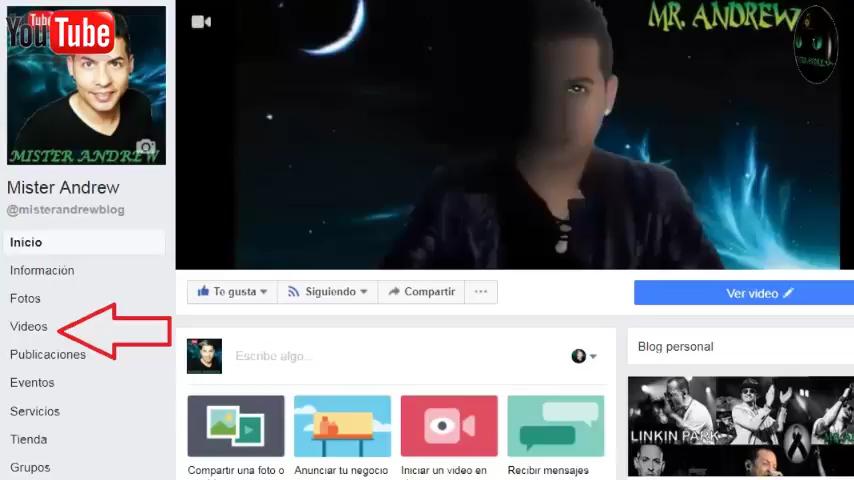 YouTube
MISTER ANDREW
MR. ANDREW
Mister Andrew
@misterandrewblog
Inicio
Información
Fotos
Videos
Publicaciones
Eventos
Servicios
Tienda
Grupos
Te gusta
Siguiendo
Compartir
Ver video
Escribe algo...
Blog personal
Compartir una foto o
Anunciar tu negocio
Iniciar un video en
Recibir mensajes
LINKIN PARK